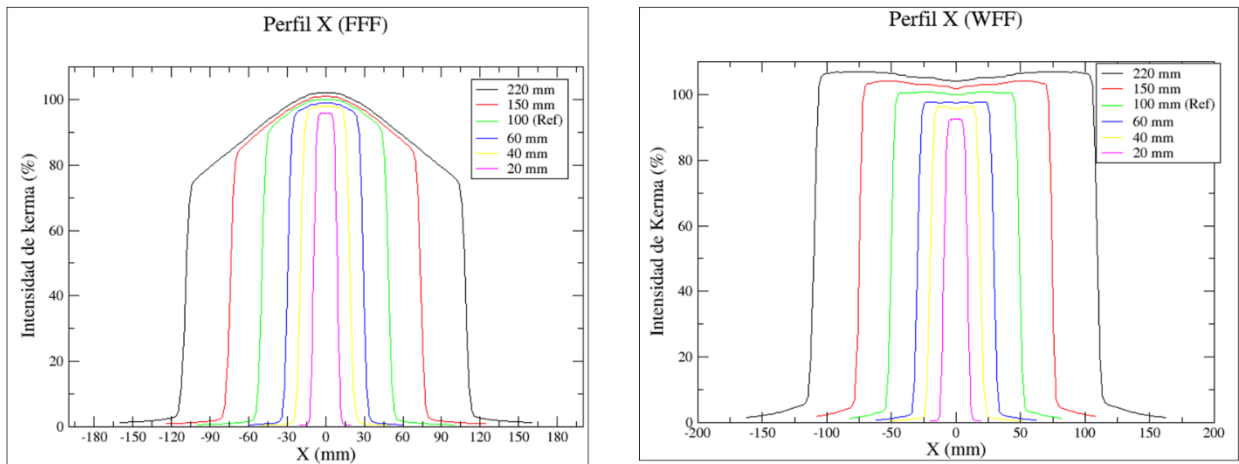 Perfil X (FFF)
220 mm
150 mm
100 (Ref)
60 mm
40 mm
20 mm
Intensidad de kerma (%)
100
80
60
40
20
0
-180 -150 -120 -90 -60 -30 0 30 60 90 120 150 180
X (mm)
Perfil X (WFF)
220 mm
150 mm
100 mm (Ref)
60 mm
40 mm
20 mm
Intensidad de Kerma (%)
100
80
60
40
20
0
-200 -150 -100 -50 0 50 100 150 200
X (mm)